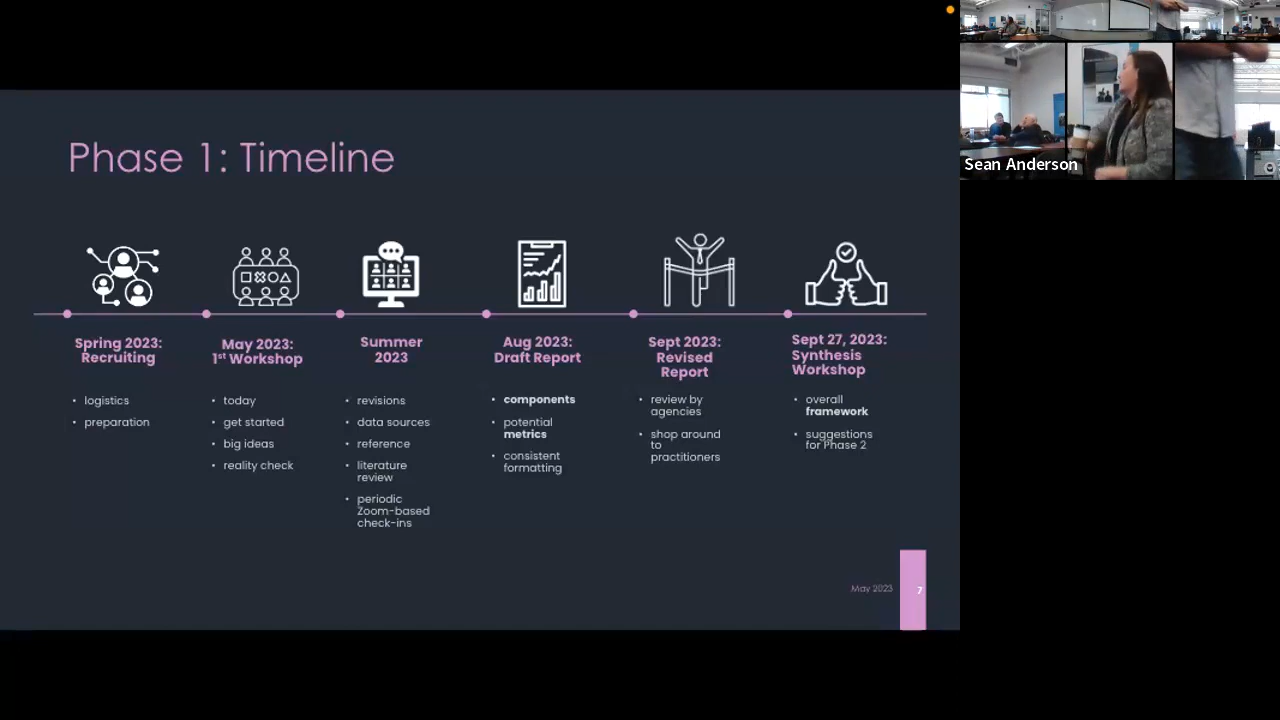 Phase 1: Timeline
Spring 2023:
Recruiting
• logistics
• preparation
May 2023:
1st Workshop
• today
• get started
• big ideas
• reality check
Summer
2023
• revisions
• data sources
• reference
• literature
review
• periodic
Zoom-based
check-ins
Aug 2023:
Draft Report
• components
• potential
metrics
• consistent
formatting
Sept 2023:
Revised
Report
• review by
agencies
• shop around
to
practitioners
Sept 27, 2023:
Synthesis
Workshop
• overall
framework
• suggestions
for Phase 2
May 2023
7
Sean Anderson